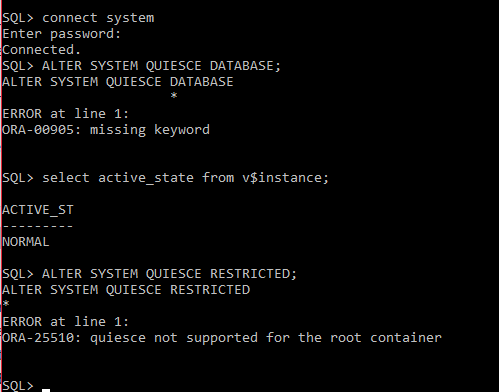 SQL> connect system
Enter password:
Connected.
SQL> ALTER SYSTEM QUIESCE DATABASE;
ALTER SYSTEM QUIESCE DATABASE
*
ERROR at line 1:
ORA-00905: missing keyword
SQL> select active_state from v$instance;
ACTIVE_ST
---------
NORMAL
SQL> ALTER SYSTEM QUIESCE RESTRICTED;
ALTER SYSTEM QUIESCE RESTRICTED
*
ERROR at line 1:
ORA-25510: quiesce not supported for the root container
SQL>